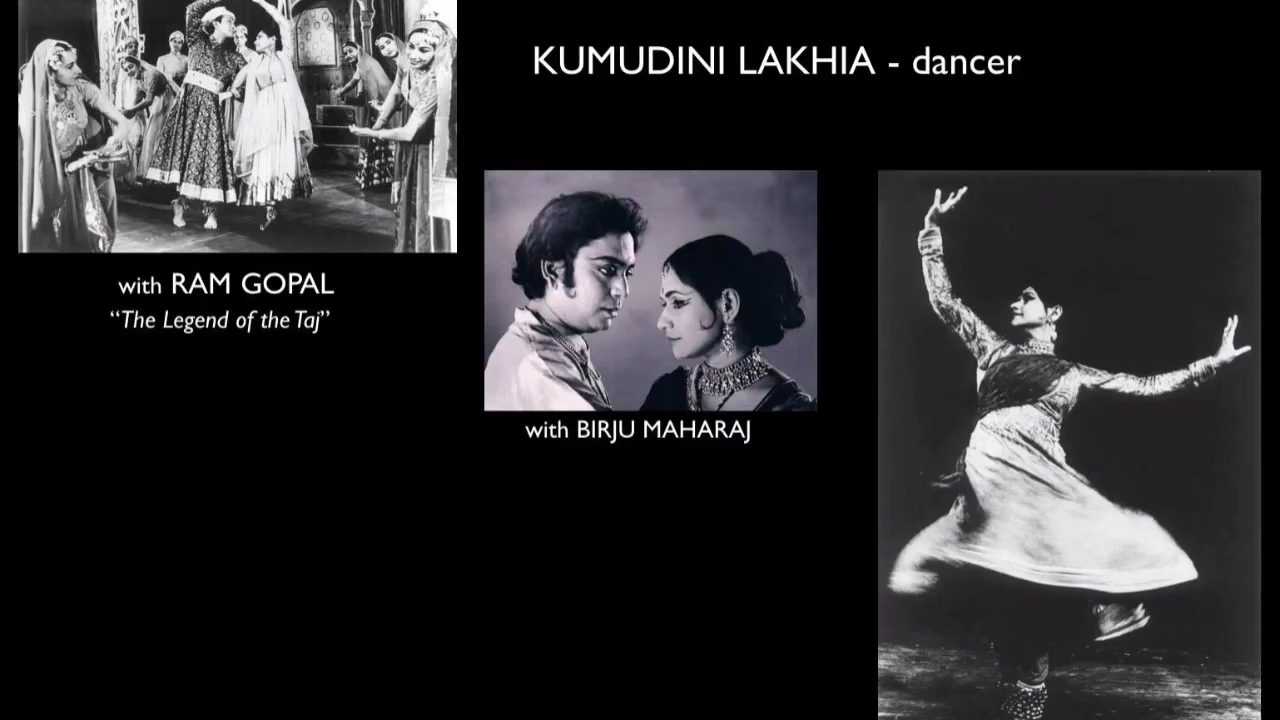 KUMUDINI LAKHIA - dancer
with RAM GOPAL
“The Legend of the Taj”
with BIRJU MAHARAJ